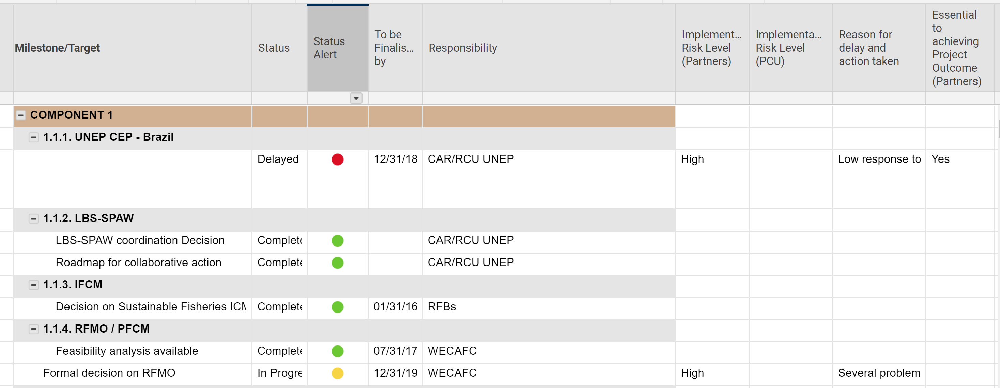 Milestone/Target
Status
Status
Alert
To be
Finalis...
by
Responsibility
Implement...
Risk Level
(Partners)
Implementa...
Risk Level
(PCU)
Reason for
delay and
action taken
Essential
to
achieving
Project
Outcome
(Partners)
COMPONENT 1
1.1.1. UNEP CEP - Brazil
Delayed 12/31/18 CAR/RCU UNEP High Low response to Yes
1.1.2. LBS-SPAW
LBS-SPAW coordination Decision Complete CAR/RCU UNEP
Roadmap for collaborative action Complete CAR/RCU UNEP
1.1.3. IFCM
Decision on Sustainable Fisheries ICM Complete 01/31/16 RFBs
1.1.4. RFMO / PFCM
Feasibility analysis available Complete 07/31/17 WECAFC
Formal decision on RFMO In Progre 12/31/19 WECAFC High Several problem